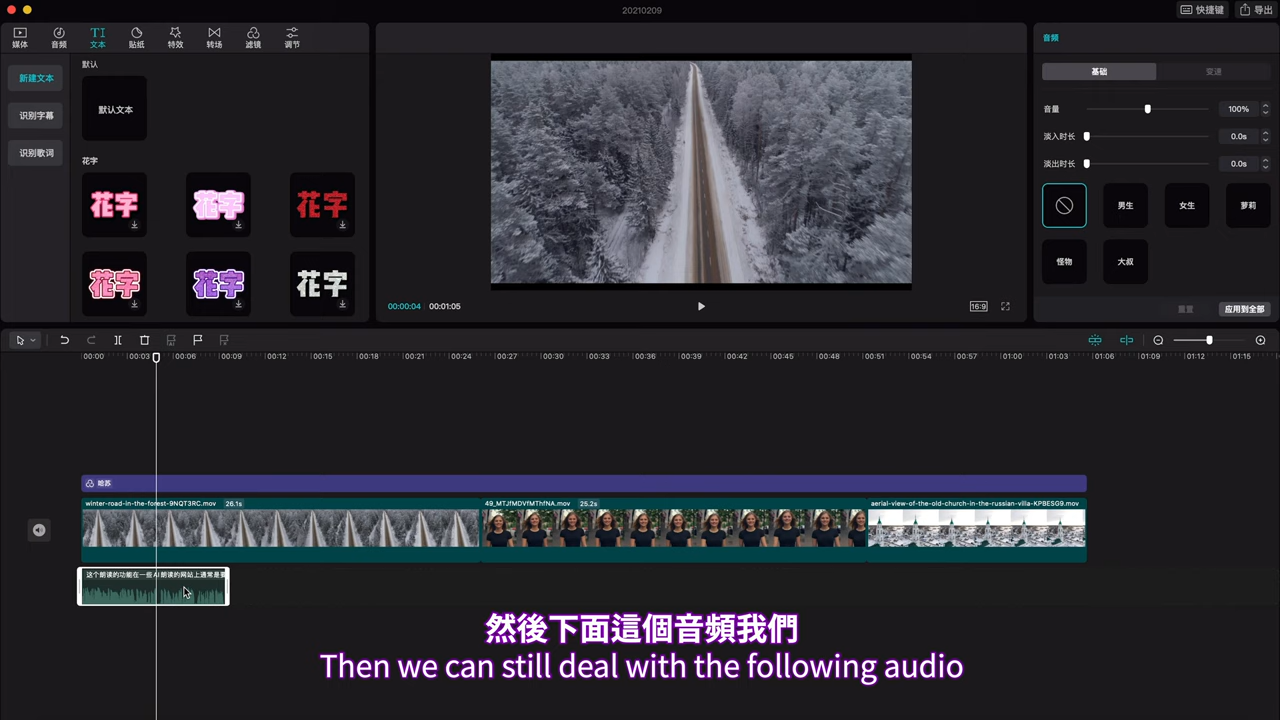 20210209
快捷键
导出
媒体
音频
TI
文本
贴纸
特效
转场
滤镜
调节
新建文本
识别字幕
识别歌词
默认
默认文本
花字
花字
花字
花字
花字
花字
花字
00:00:04
00:01:05
16:9
音频
基础
变速
音量
100%
淡入时长
0.0s
淡出时长
0.0s
男生
女生
萝莉
怪物
大叔
重置
应用到全部
00:00
00:03
00:06
00:09
00:12
00:15
00:18
00:21
00:24
00:27
00:30
00:33
00:36
00:39
00:42
00:45
00:48
00:51
00:54
00:57
01:00
01:03
01:06
01:09
01:12
01:15
哈苏
winter-road-in-the-forest-9NQT3RC.mov 26.1s
49_MTJfMDVfMThfNA.mov 25.2s
aerial-view-of-the-old-church-in-the-russian-villa-KPBESG9.mov
这个朗读的功能在一些AI朗读的网站上通常是要
然後下面這個音頻我們
Then we can still deal with the following audio